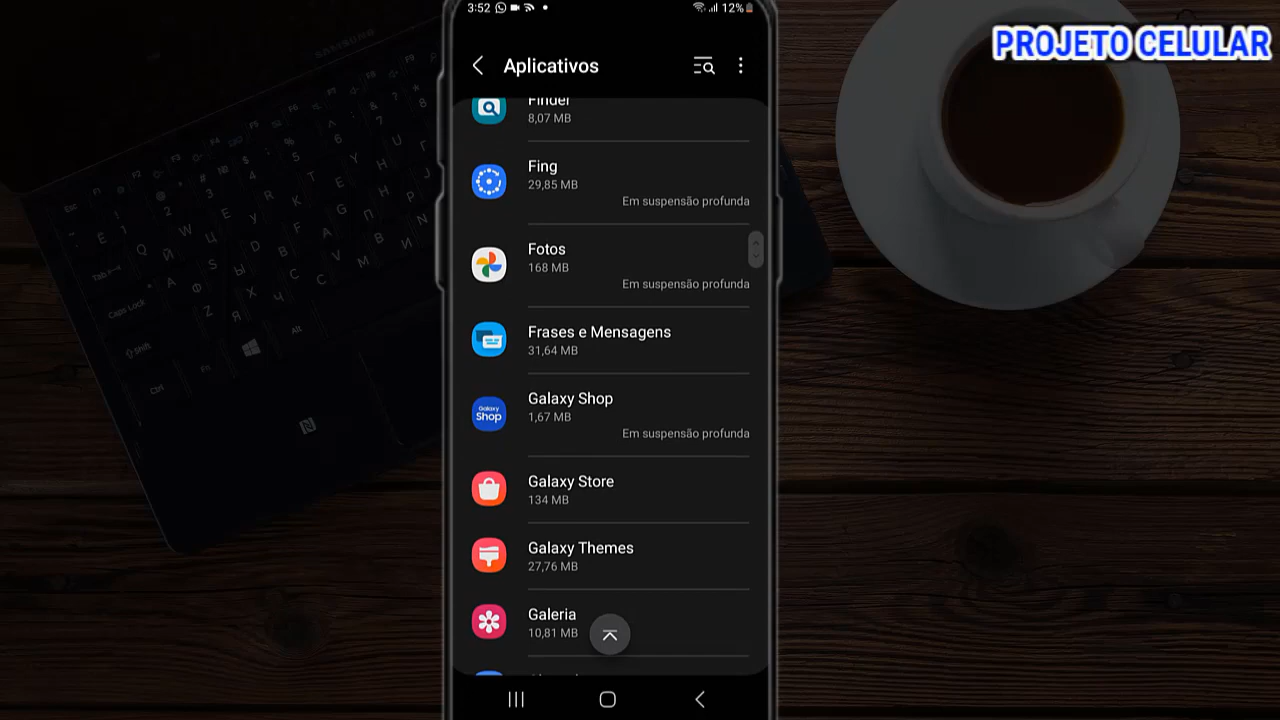 PROJETO CELULAR
3:52
12%
Aplicativos
Finder
8,07 MB
Fing
29,85 MB
Em suspensão profunda
Fotos
168 MB
Em suspensão profunda
Frases e Mensagens
31,64 MB
Galaxy Shop
Galaxy Shop
1,67 MB
Em suspensão profunda
Galaxy Store
134 MB
Galaxy Themes
27,76 MB
Galeria
10,81 MB